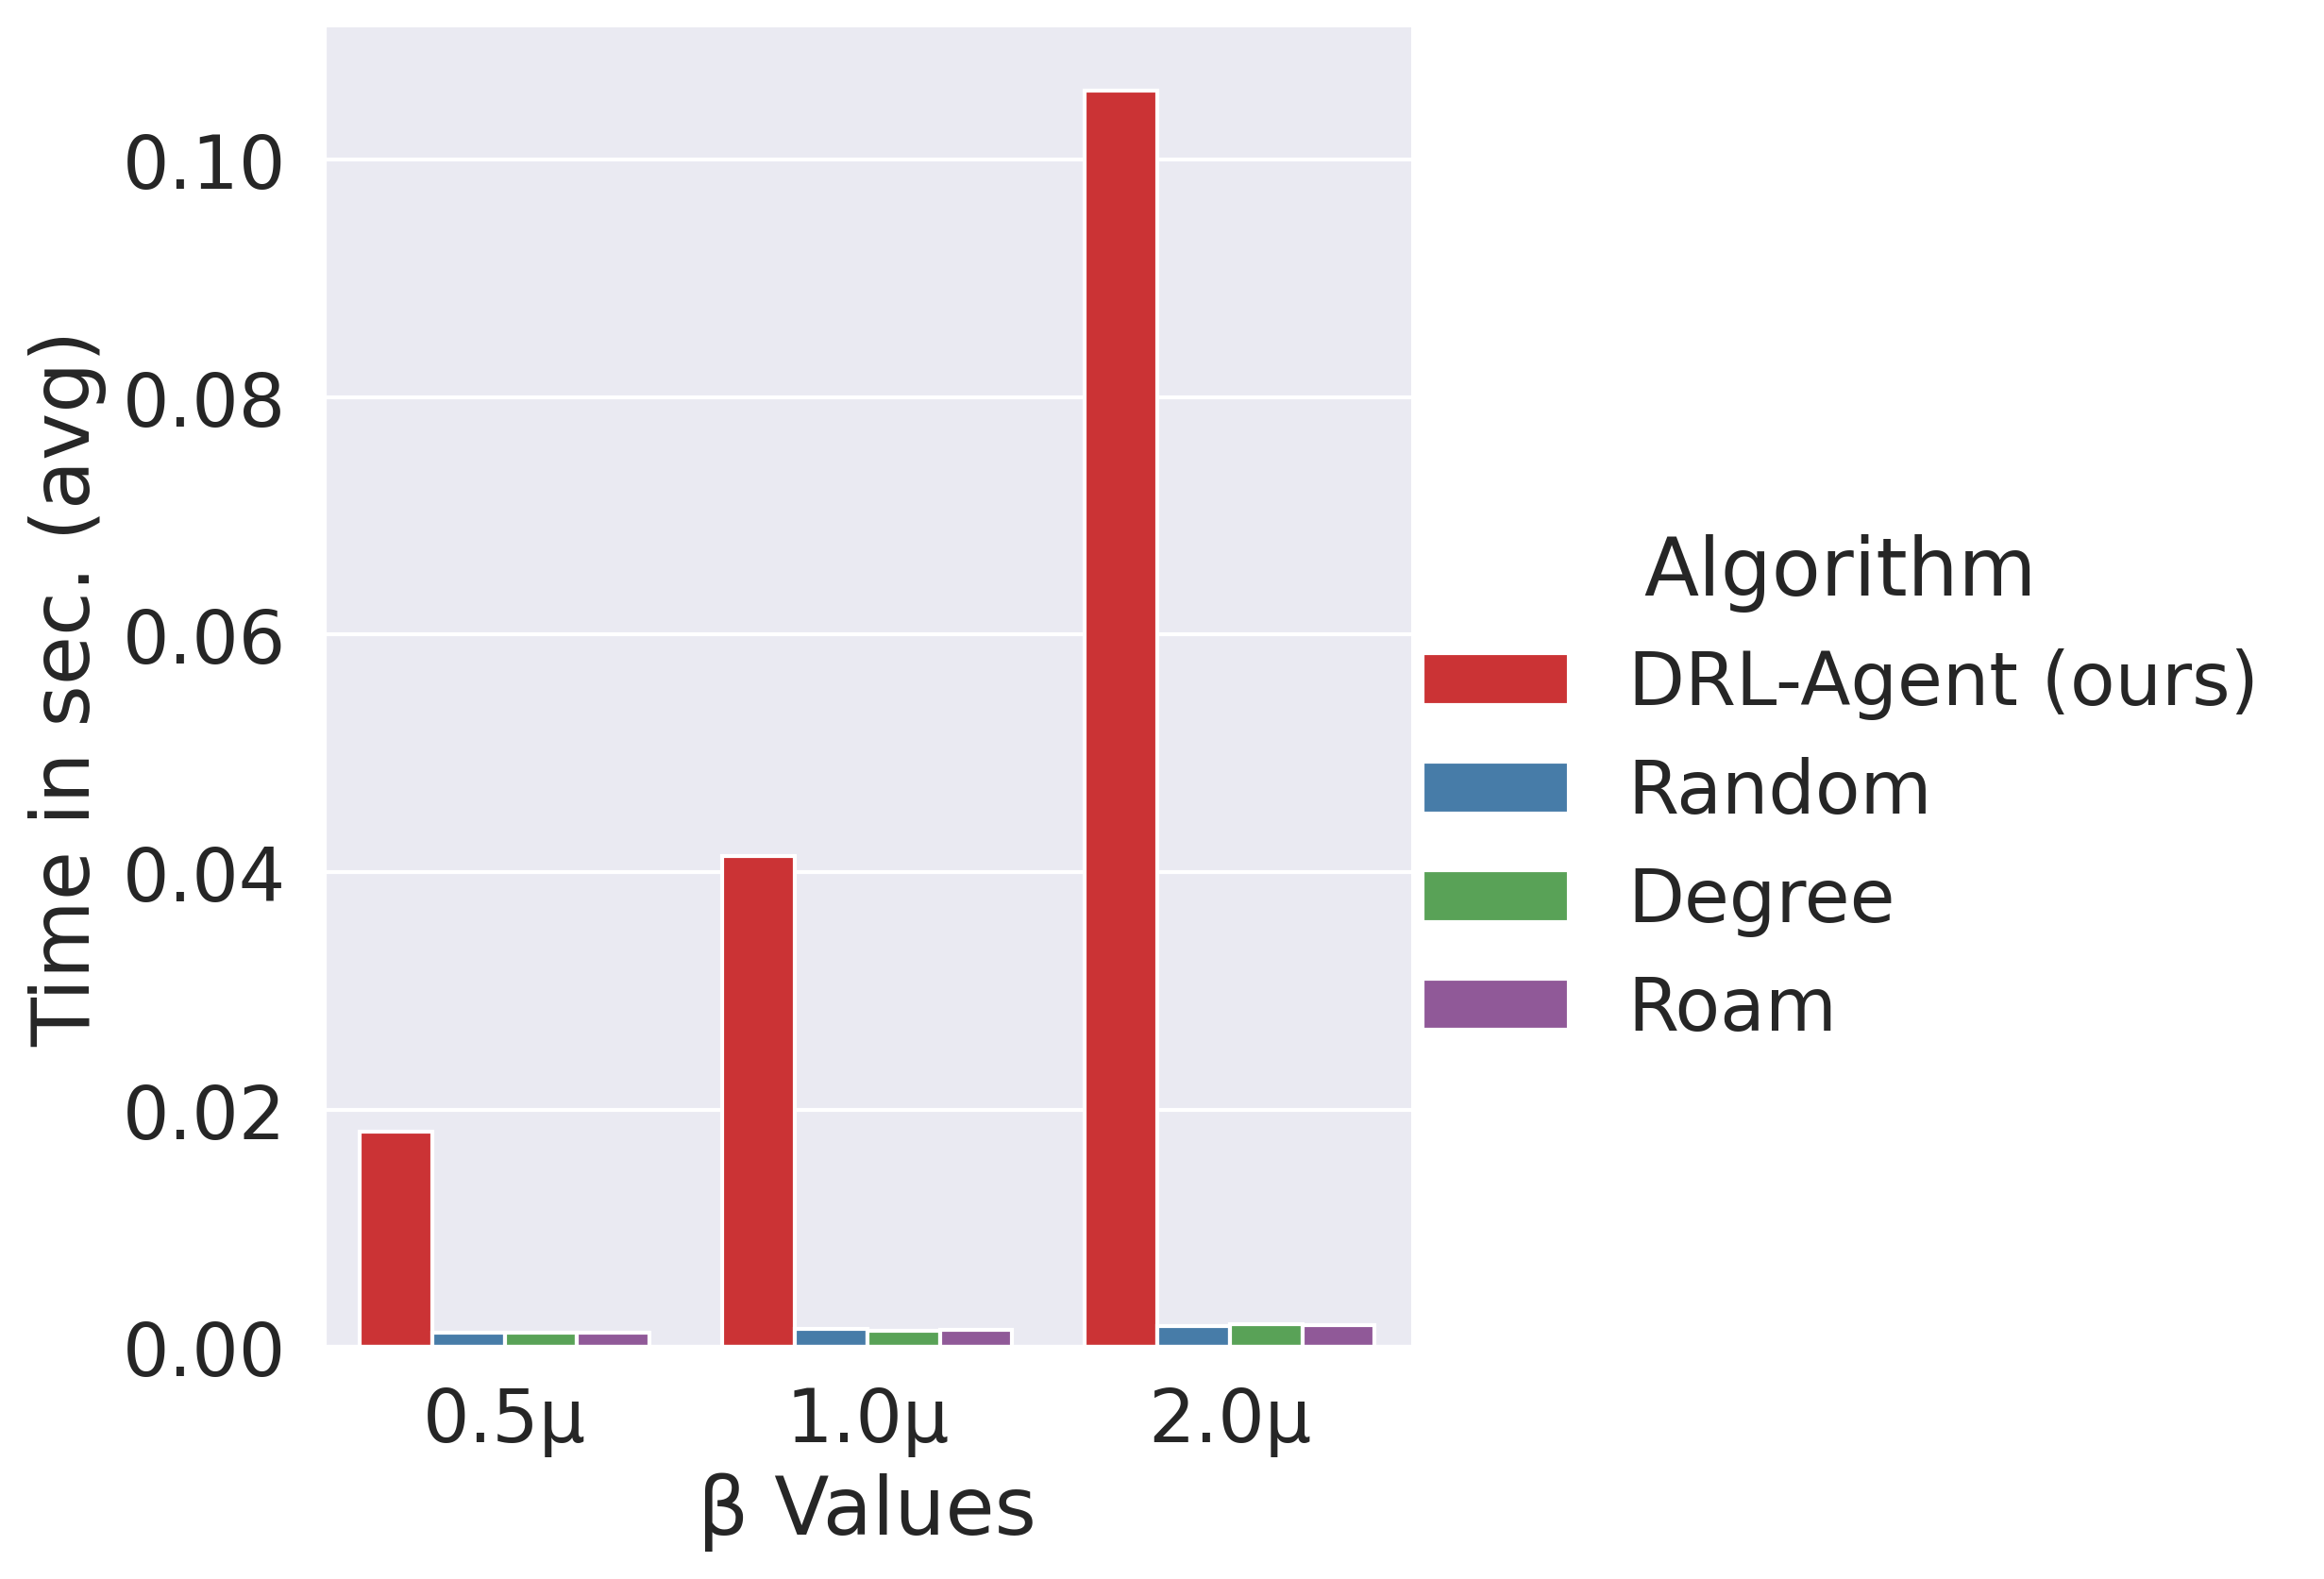 Time in sec. (avg)
0.10
0.08
0.06
0.04
0.02
0.00
0.5μ 1.0μ 2.0μ
β Values
Algorithm
DRL-Agent (ours)
Random
Degree
Roam